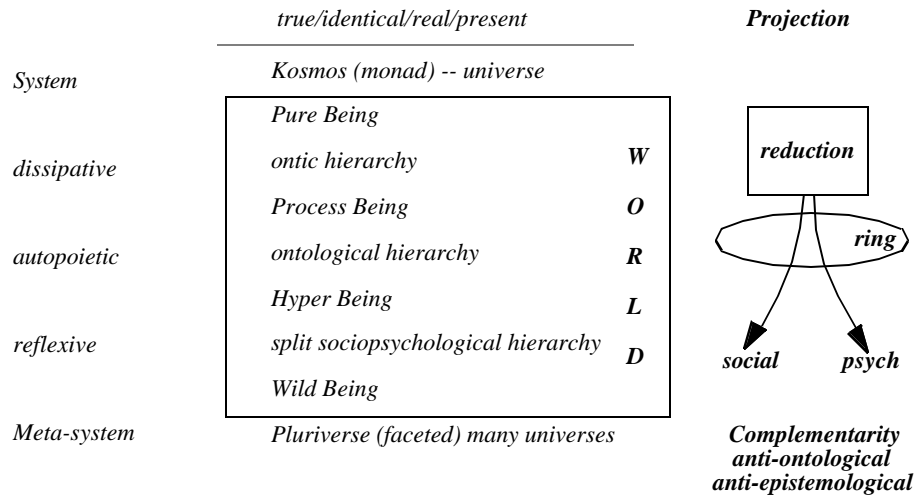 true/identical/real/present
Projection
System
Kosmos (monad) -- universe
Pure Being
dissipative
ontic hierarchy
W
reduction
Process Being
O
autopoietic
ontological hierarchy
R
ring
Hyper Being
L
reflexive
split sociopsychological hierarchy
D
social
psych
Wild Being
Meta-system
Pluriverse (faceted) many universes
Complementarity
anti-ontological
anti-epistemological